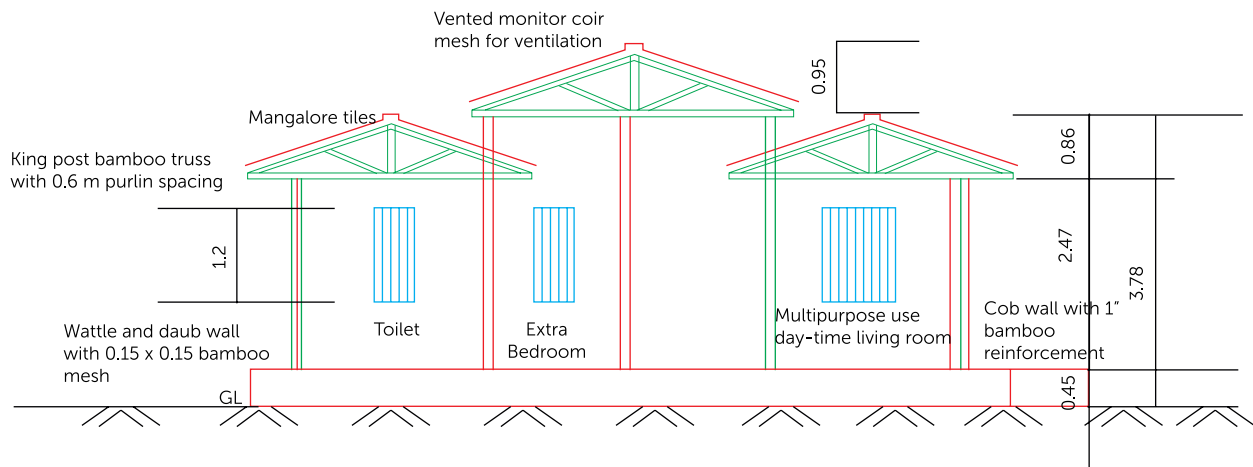 Vented monitor coir
mesh for ventilation
0.95
Mangalore tiles
0.86
King post bamboo truss
with 0.6 m purlin spacing
1.2
2.47
3.78
Wattle and daub wall
with 0.15 x 0.15 bamboo
mesh
Toilet
Extra
Bedroom
Multipurpose use
day-time living room
Cob wall with 1”
bamboo
reinforcement
GL
0.45